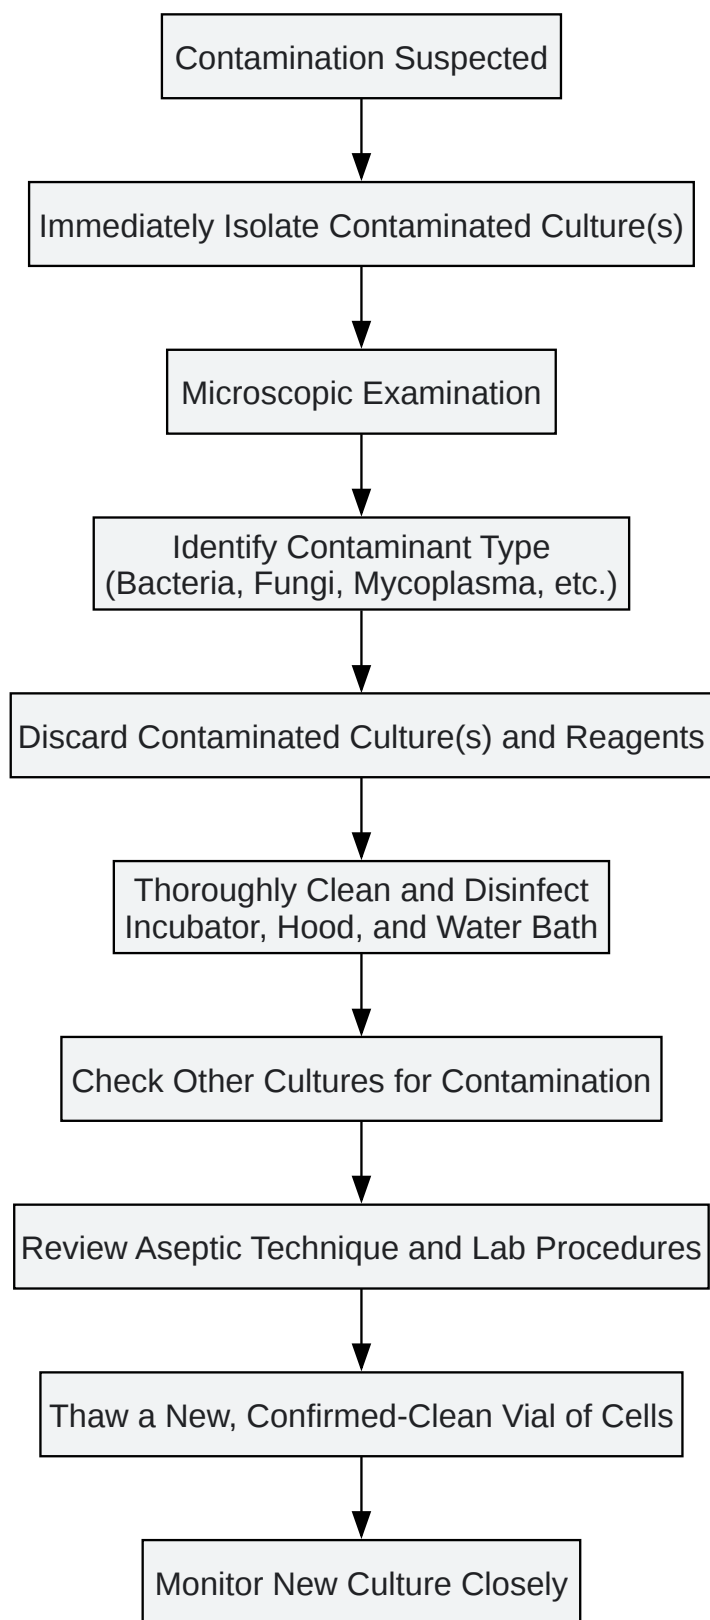 Contamination Suspected
Immediately Isolate Contaminated Culture(s)
Microscopic Examination
Identify Contaminant Type
(Bacteria, Fungi, Mycoplasma, etc.)
Discard Contaminated Culture(s) and Reagents
Thoroughly Clean and Disinfect
Incubator, Hood, and Water Bath
Check Other Cultures for Contamination
Review Aseptic Technique and Lab Procedures
Thaw a New, Confirmed-Clean Vial of Cells
Monitor New Culture Closely